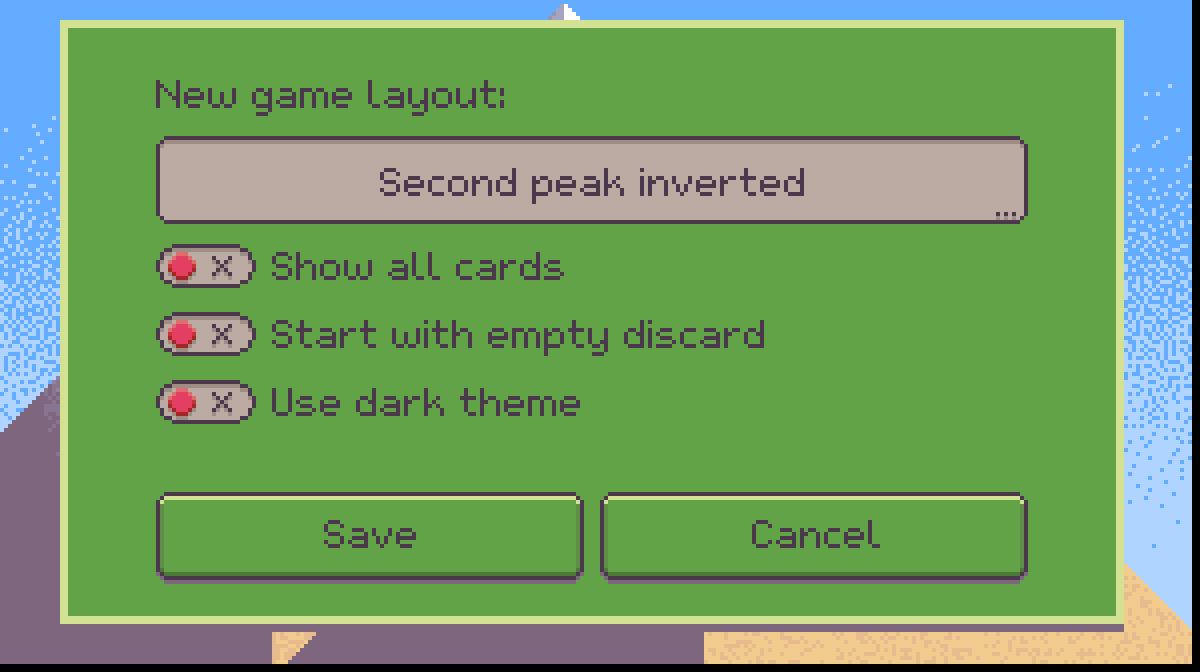 New game layout:
Second peak inverted
...
X Show all cards
X Start with empty discard
X Use dark theme
Save Cancel